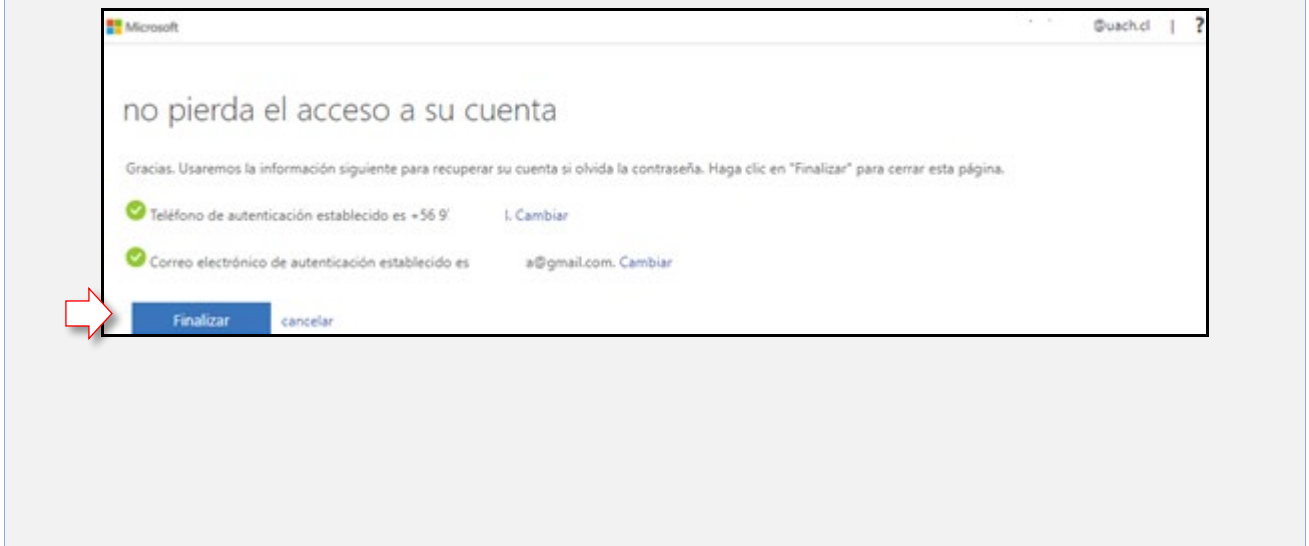 Microsoft @uach.cl | ?
no pierda el acceso a su cuenta
Gracias. Usaremos la información siguiente para recuperar su cuenta si olvida la contraseña. Haga clic en "Finalizar" para cerrar esta página.
Teléfono de autenticación establecido es +56 9 . Cambiar
Correo electrónico de autenticación establecido es a@gmail.com. Cambiar
Finalizar cancelar